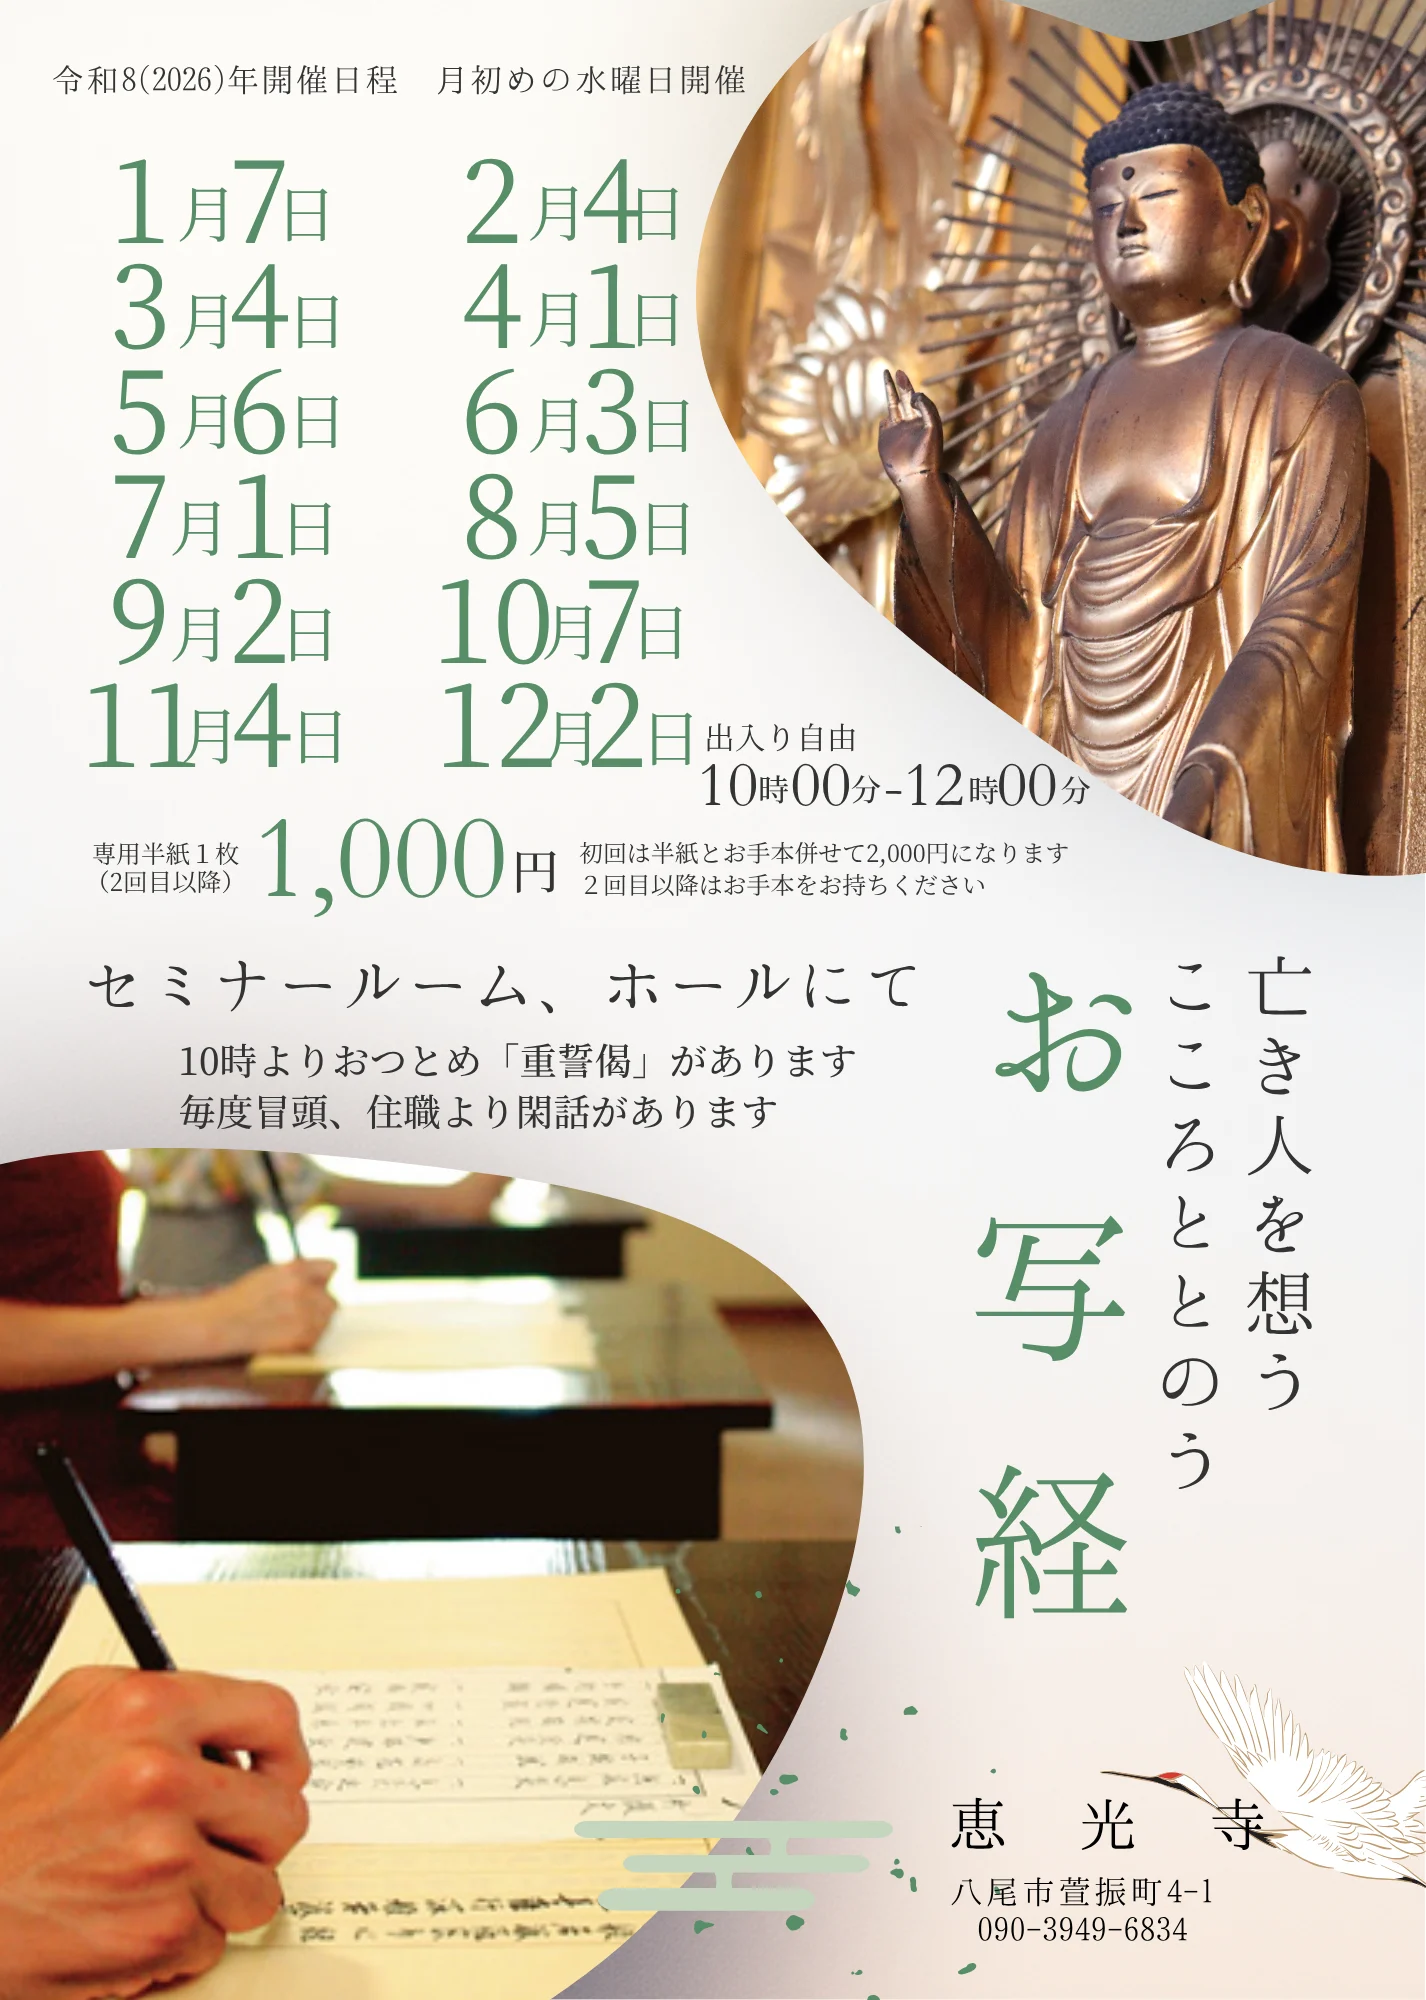 令和8(2026)年開催日程　月初めの水曜日開催
1月7日　2月4日
3月4日　4月1日
5月6日　6月3日
7月1日　8月5日
9月2日　10月7日
11月4日　12月2日
出入り自由
10時00分-12時00分
専用半紙１枚
（2回目以降）
1,000円
初回は半紙とお手本併せて2,000円になります
２回目以降はお手本をお持ちください
セミナールーム、ホールにて
10時よりおつとめ「重誓偈」があります
毎度冒頭、住職より閑話があります
亡き人を想う
こころととのう
お写経
恵光寺
八尾市萱振町4-1
090-3949-6834